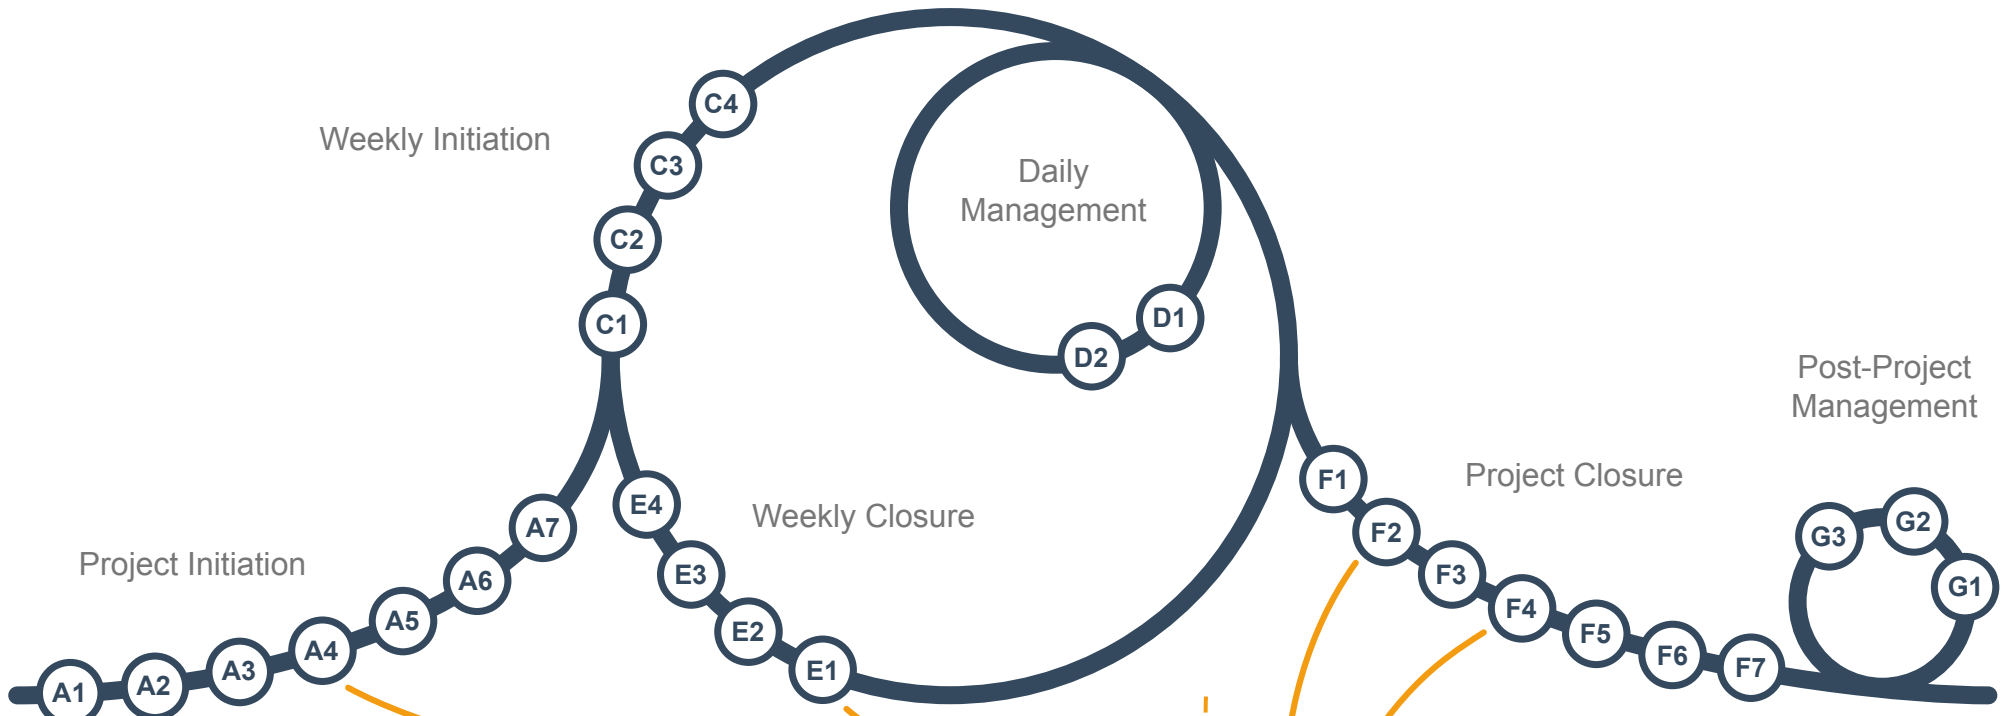 Weekly Initiation
Daily
Management
Post-Project
Management
Project Closure
Weekly Closure
Project Initiation
A1
A2
A3
A4
A5
A6
A7
C1
C2
C3
C4
D1
D2
E1
E2
E3
E4
F1
F2
F3
F4
F5
F6
F7
G1
G2
G3